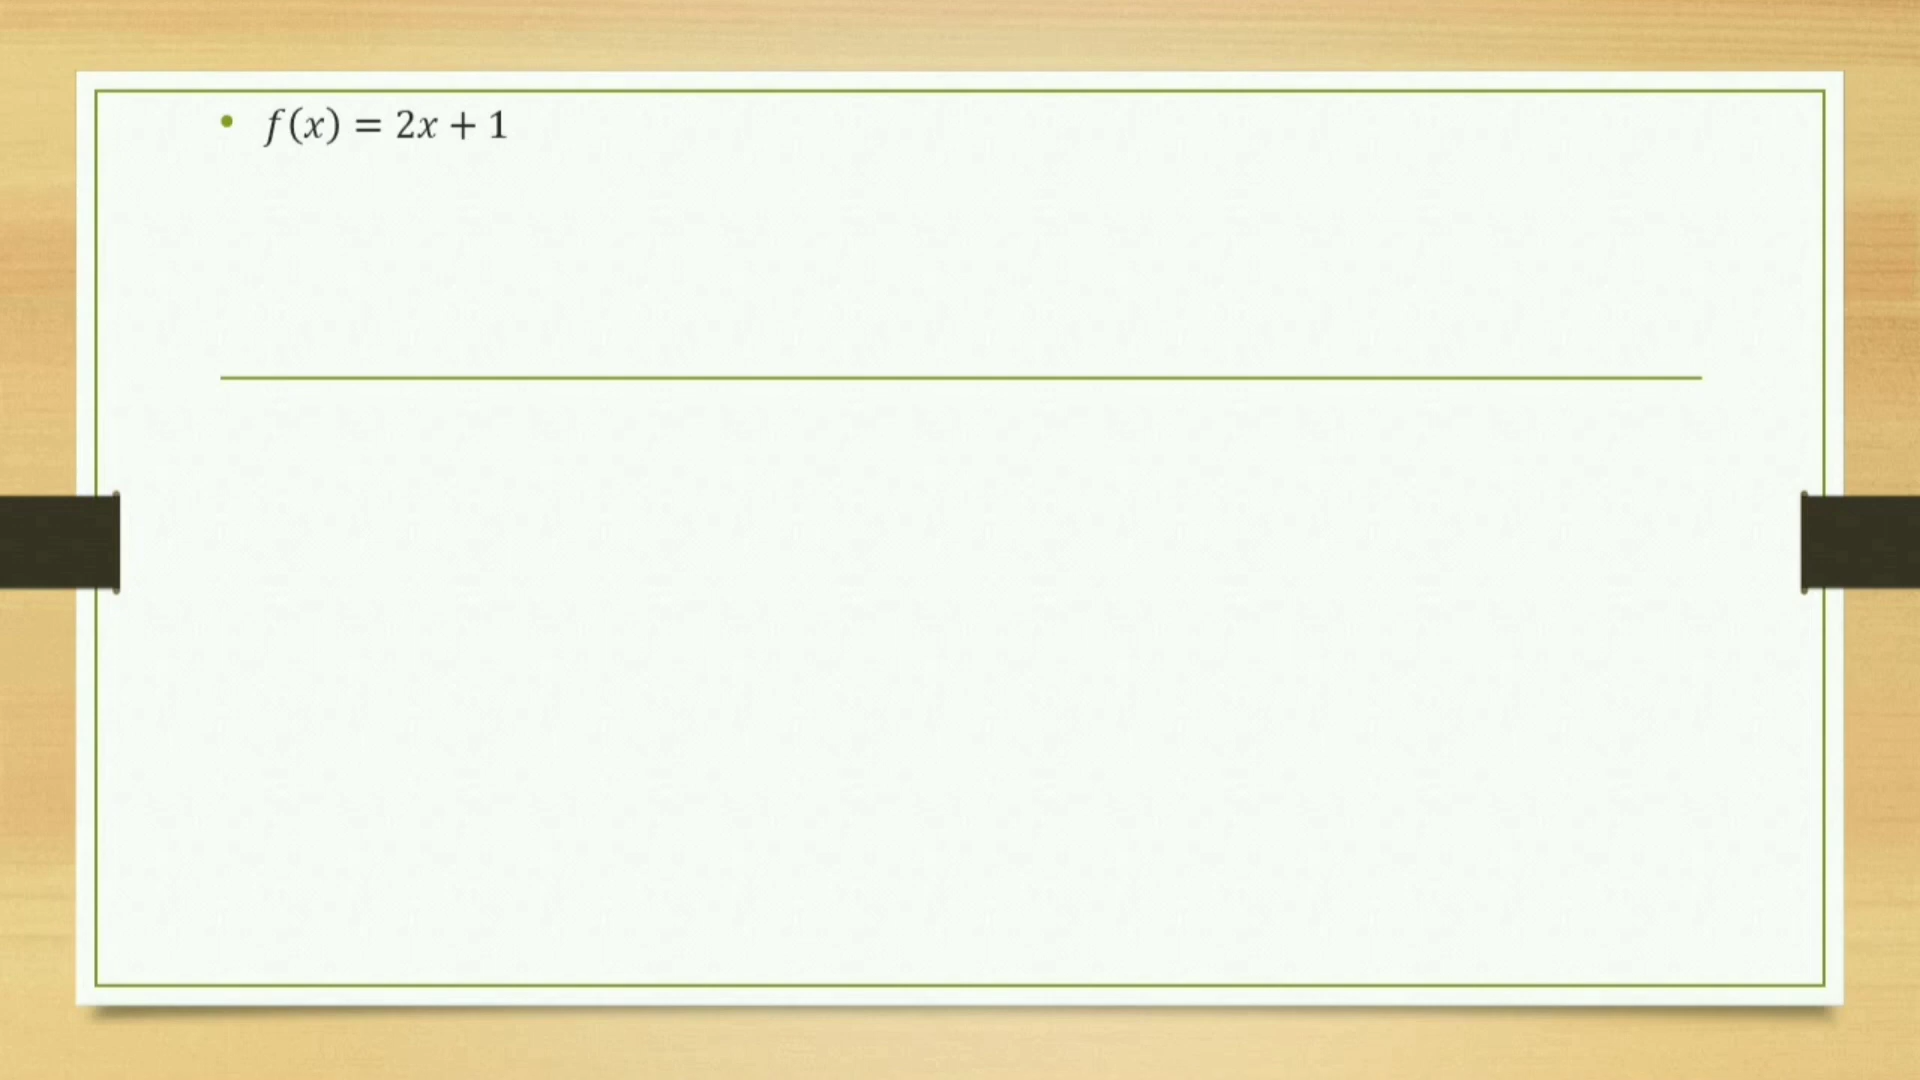 • f(x) = 2x + 1